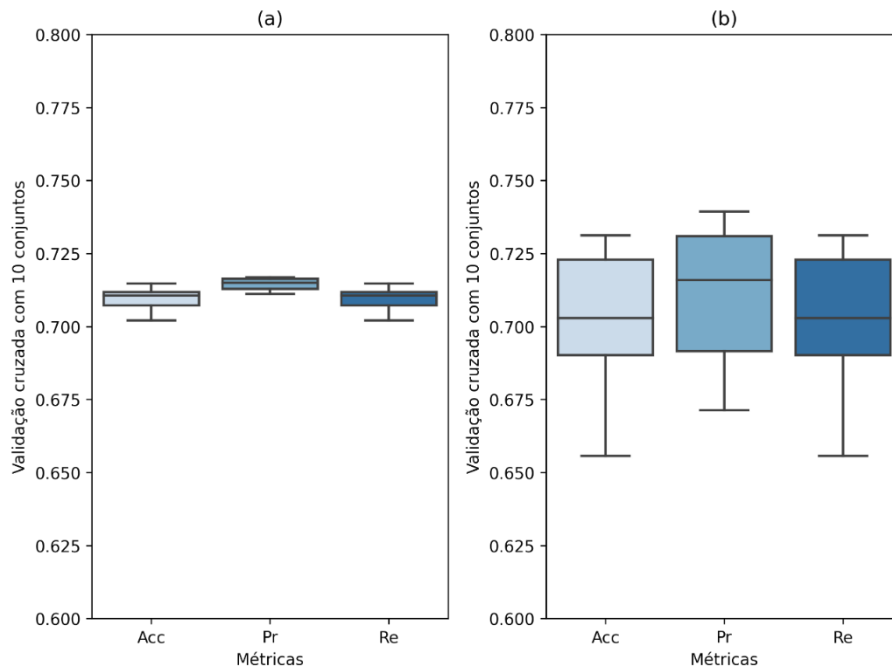 (a)
Validação cruzada com 10 conjuntos
0.800
0.775
0.750
0.725
0.700
0.675
0.650
0.625
0.600
Acc
Pr
Re
Métricas
(b)
Validação cruzada com 10 conjuntos
0.800
0.775
0.750
0.725
0.700
0.675
0.650
0.625
0.600
Acc
Pr
Re
Métricas